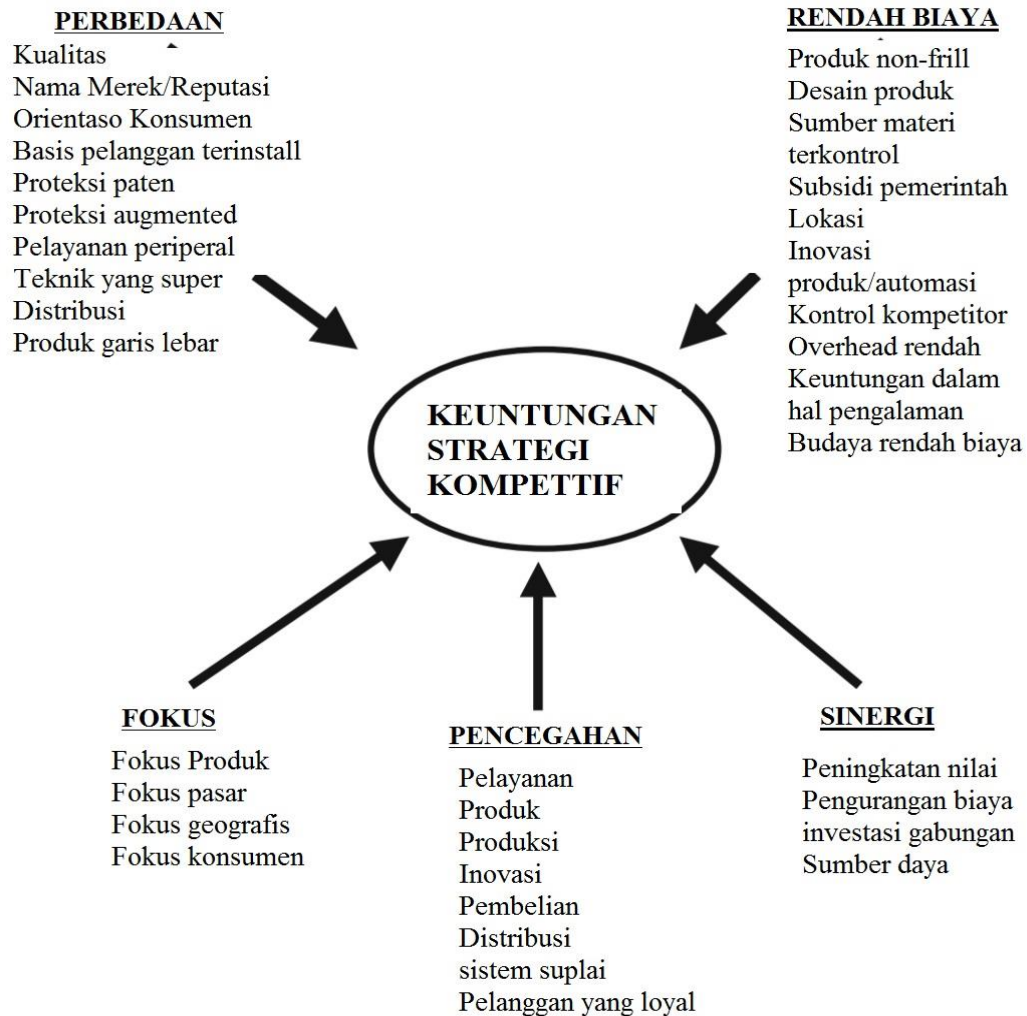 PERBEDAAN
Kualitas
Nama Merek/Reputasi
Orientaso Konsumen
Basis pelanggan terinstall
Proteksi paten
Proteksi augmented
Pelayanan periperal
Teknik yang super
Distribusi
Produk garis lebar
RENDAH BIAYA
Produk non-frill
Desain produk
Sumber materi
terkontrol
Subsidi pemerintah
Lokasi
Inovasi
produk/automasi
Kontrol kompetitor
Overhead rendah
Keuntungan dalam
hal pengalaman
Budaya rendah biaya
KEUNTUNGAN
STRATEGI
KOMPETTIF
FOKUS
Fokus Produk
Fokus pasar
Fokus geografis
Fokus konsumen
PENCEGAHAN
Pelayanan
Produk
Produksi
Inovasi
Pembelian
Distribusi
sistem suplai
Pelanggan yang loyal
SINERGI
Peningkatan nilai
Pengurangan biaya
investasi gabungan
Sumber daya